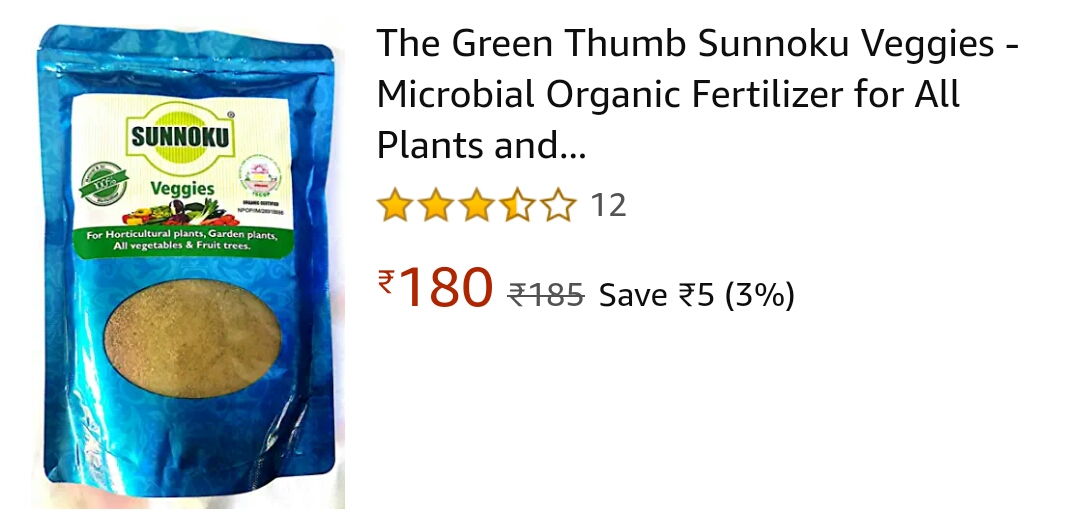 The Green Thumb Sunnoku Veggies -
Microbial Organic Fertilizer for All
Plants and...
12
₹180 ₹185 Save ₹5 (3%)
SUNNOKU®
Veggies
100%
ORGANIC CERTIFIED
For Horticultural plants, Garden plants,
All vegetables & Fruit trees.